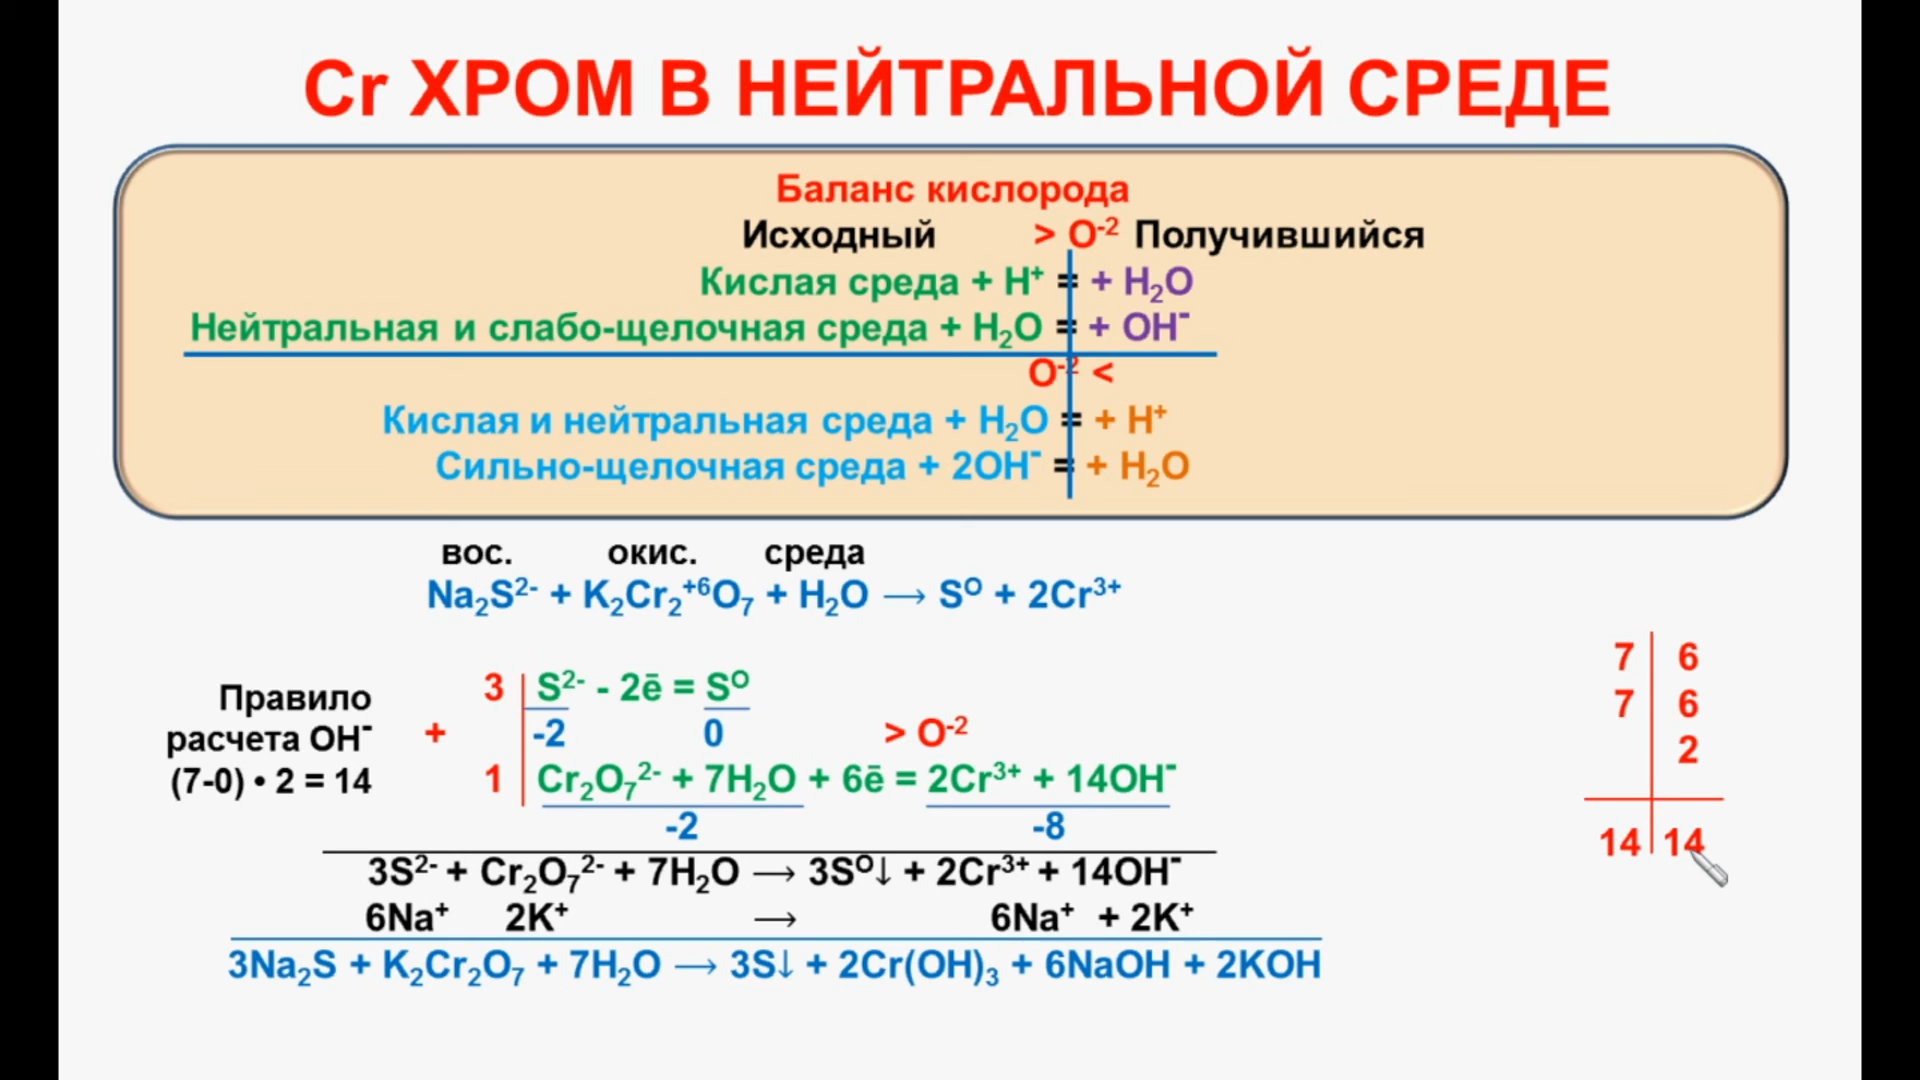 Cr ХРОМ В НЕЙТРАЛЬНОЙ СРЕДЕ
Баланс кислорода
Исходный > O⁻² Получившийся
Кислая среда + H⁺ = + H₂O
Нейтральная и слабо-щелочная среда + H₂O = + OH⁻
O⁻² <
Кислая и нейтральная среда + H₂O = + H⁺
Сильно-щелочная среда + 2OH⁻ = + H₂O
вос. окис. среда
Na₂S²⁻ + K₂Cr₂⁺⁶O₇ + H₂O → Sᴼ + 2Cr³⁺
Правило
расчета OH⁻
(7-0) • 2 = 14
+
3 S²⁻ - 2ē = Sᴼ
-2 0 > O⁻²
1 Cr₂O₇²⁻ + 7H₂O + 6ē = 2Cr³⁺ + 14OH⁻
-2 -8
3S²⁻ + Cr₂O₇²⁻ + 7H₂O → 3Sᴼ↓ + 2Cr³⁺ + 14OH⁻
6Na⁺ 2K⁺ → 6Na⁺ + 2K⁺
3Na₂S + K₂Cr₂O₇ + 7H₂O → 3S↓ + 2Cr(OH)₃ + 6NaOH + 2KOH
7 6
7 6
2
14 14